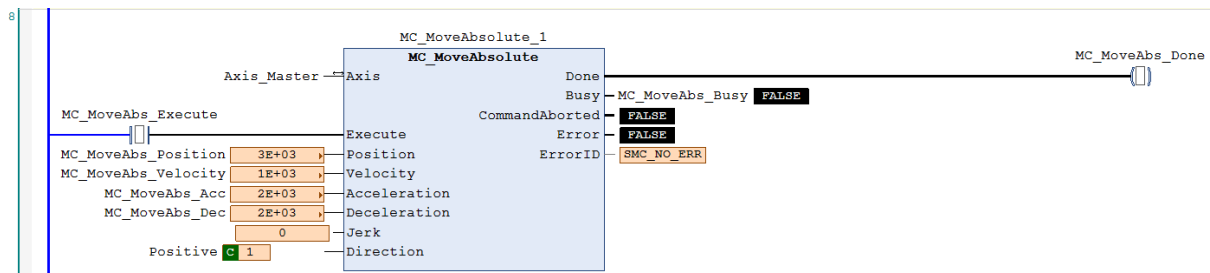 8
MC_MoveAbsolute_1
MC_MoveAbsolute
MC_MoveAbs_Done
Axis_Master Axis Done
Busy MC_MoveAbs_Busy FALSE
MC_MoveAbs_Execute CommandAborted FALSE
Execute Error FALSE
MC_MoveAbs_Position 3E+03 Position ErrorID SMC_NO_ERR
MC_MoveAbs_Velocity 1E+03 Velocity
MC_MoveAbs_Acc 2E+03 Acceleration
MC_MoveAbs_Dec 2E+03 Deceleration
0 Jerk
Positive C 1 Direction